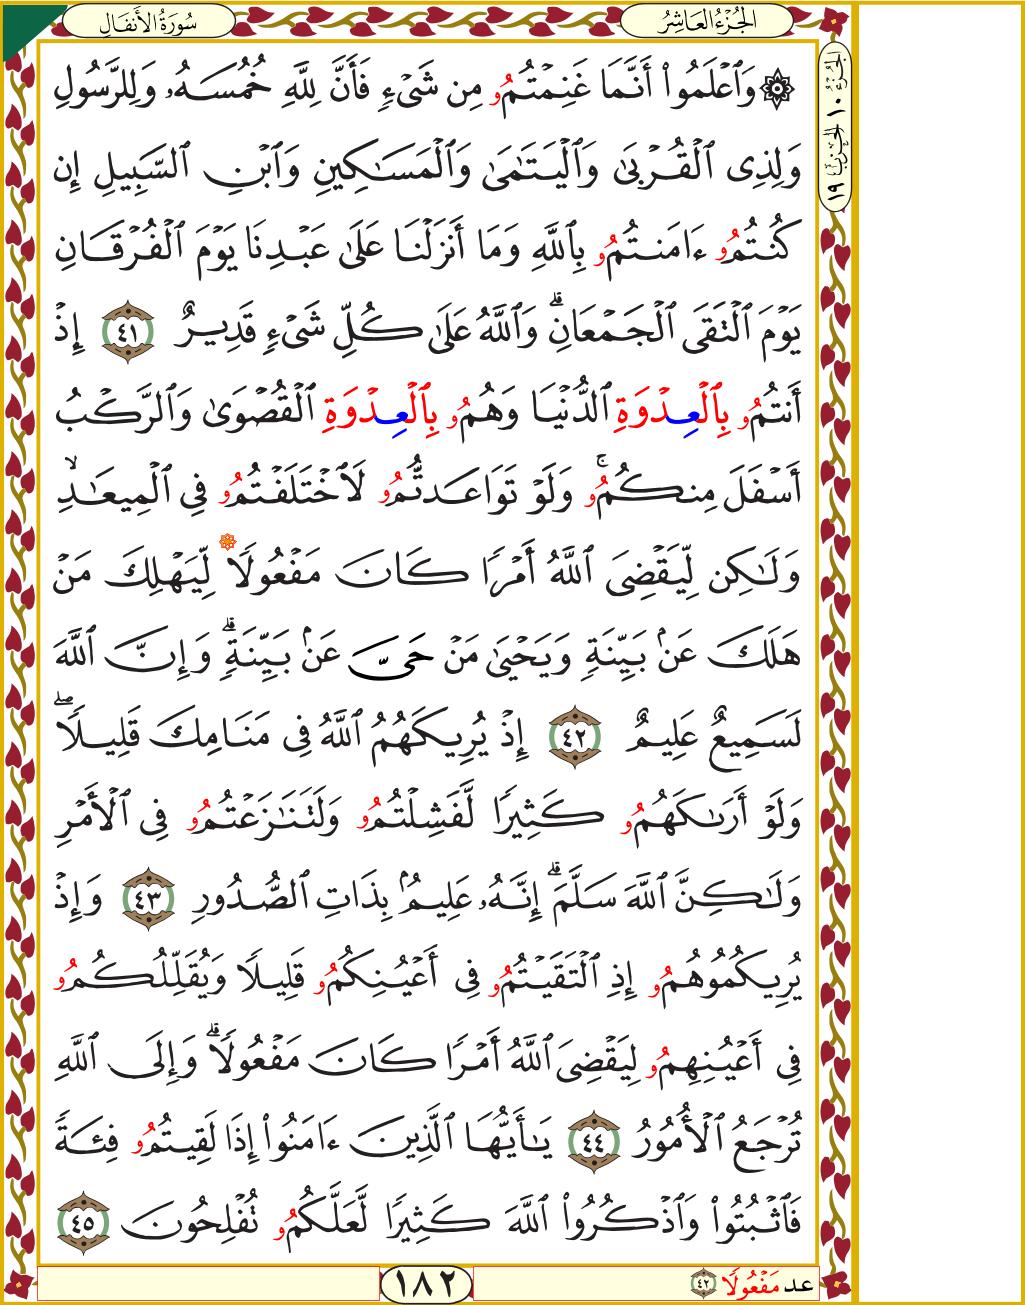 سُورَةُ الأَنفَال
الجُزْءُ العَاشِرُ
الجُزْءُ ١٠ الحِزْبُ ١٩
۞ وَٱعْلَمُوٓا۟ أَنَّمَا غَنِمْتُمُو مِن شَىْءٍ فَأَنَّ لِلَّهِ خُمُسَهُۥ وَلِلرَّسُولِ
وَلِذِى ٱلْقُرْبَىٰ وَٱلْيَتَـٰمَىٰ وَٱلْمَسَـٰكِينِ وَٱبْنِ ٱلسَّبِيلِ إِن
كُنتُمُو ءَامَنتُمُو بِٱللَّهِ وَمَآ أَنزَلْنَا عَلَىٰ عَبْدِنَا يَوْمَ ٱلْفُرْقَانِ
يَوْمَ ٱلْتَقَى ٱلْجَمْعَانِ ۗ وَٱللَّهُ عَلَىٰ كُلِّ شَىْءٍ قَدِيرٌ ٤١ إِذْ
أَنتُمُو بِٱلْعِدْوَةِ ٱلدُّنْيَا وَهُمُو بِٱلْعِدْوَةِ ٱلْقُصْوَىٰ وَٱلرَّكْبُ
أَسْفَلَ مِنكُمُو ۚ وَلَوْ تَوَاعَدتُّمُو لَٱخْتَلَفْتُمُو فِى ٱلْمِيعَـٰدِ ۙ
وَلَـٰكِن لِّيَقْضِىَ ٱللَّهُ أَمْرًا كَانَ مَفْعُولًا لِّيَهْلِكَ مَنْ
هَلَكَ عَنۢ بَيِّنَةٍ وَيَحْيَىٰ مَنْ حَىَّ عَنۢ بَيِّنَةٍ ۗ وَإِنَّ ٱللَّهَ
لَسَمِيعٌ عَلِيمٌ ٤٢ إِذْ يُرِيكَهُمُ ٱللَّهُ فِى مَنَامِكَ قَلِيلًا ۖ
وَلَوْ أَرَىٰكَهُمُو كَثِيرًا لَّفَشِلْتُمُو وَلَتَنَـٰزَعْتُمُو فِى ٱلْأَمْرِ
وَلَـٰكِنَّ ٱللَّهَ سَلَّمَ ۗ إِنَّهُۥ عَلِيمٌۢ بِذَاتِ ٱلصُّدُورِ ٤٣ وَإِذْ
يُرِيكُمُوهُمُو إِذِ ٱلْتَقَيْتُمُو فِىٓ أَعْيُنِكُمُو قَلِيلًا وَيُقَلِّلُكُمُو
فِىٓ أَعْيُنِهِمُو لِيَقْضِىَ ٱللَّهُ أَمْرًا كَانَ مَفْعُولًا ۗ وَإِلَى ٱللَّهِ
تُرْجَعُ ٱلْأُمُورُ ٤٤ يَـٰٓأَيُّهَا ٱلَّذِينَ ءَامَنُوٓا۟ إِذَا لَقِيتُمُو فِئَةً
فَٱثْبُتُوا۟ وَٱذْكُرُوا۟ ٱللَّهَ كَثِيرًا لَّعَلَّكُمُو تُفْلِحُونَ ٤٥
عد مَفْعُولًا ٤٢
١٨٢